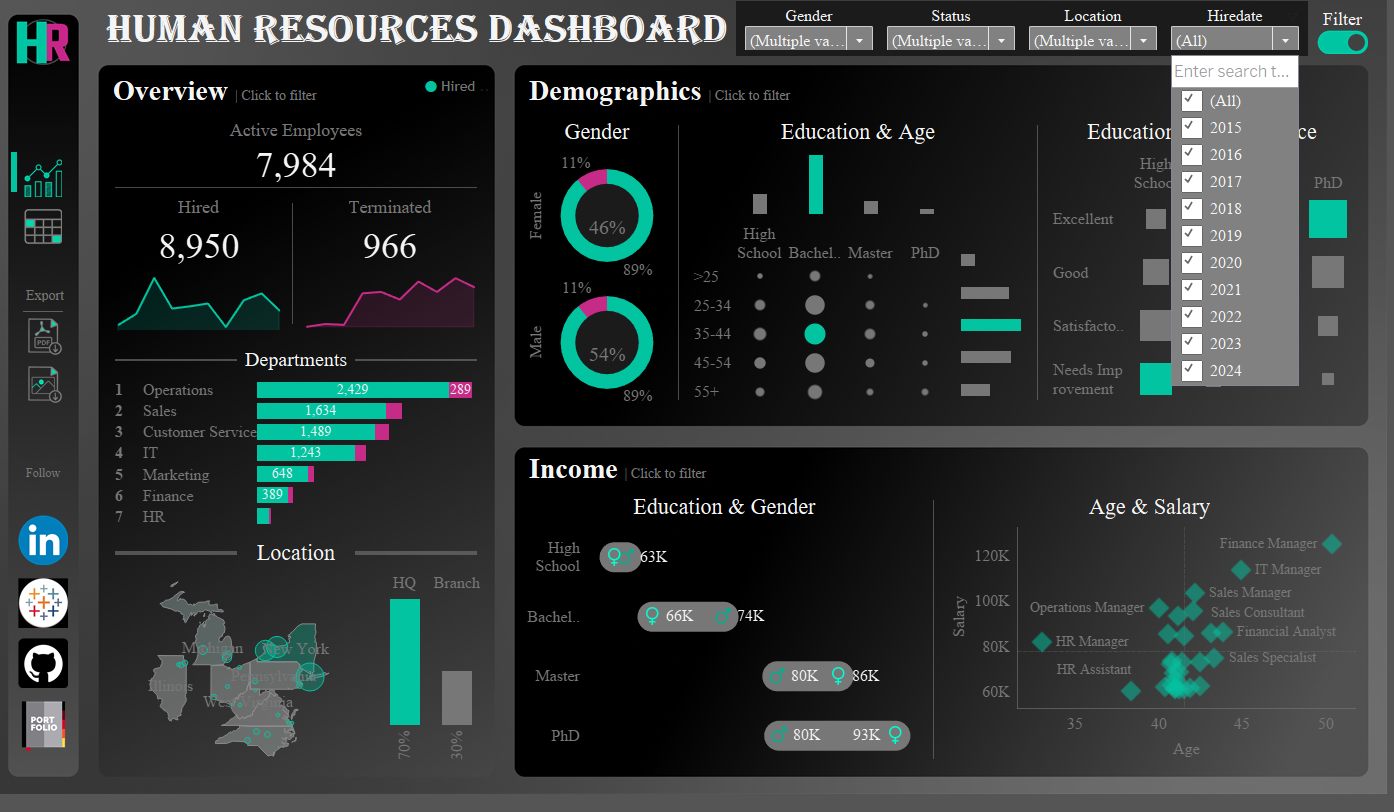 HR
HUMAN RESOURCES DASHBOARD
Gender
Status
Location
Hiredate
Filter
(Multiple va...
(Multiple va...
(Multiple va...
(All)
Enter search t...
(All)
2015
2016
2017
2018
2019
2020
2021
2022
2023
2024
Export
PDF
Follow
in
PORT
FOLIO
Overview | Click to filter
Hired
Active Employees
7,984
Hired
Terminated
8,950
966
Departments
1 Operations 2,429 289
2 Sales 1,634
3 Customer Service 1,489
4 IT 1,243
5 Marketing 648
6 Finance 389
7 HR
Location
HQ Branch
Michigan
New York
Illinois
Pennsylvania
West Virginia
70% 30%
Demographics | Click to filter
Gender
Female
11%
46%
89%
Male
11%
54%
89%
Education & Age
High
School Bachel.. Master PhD
>25
25-34
35-44
45-54
55+
Education
ce
High
School
PhD
Excellent
Good
Satisfacto..
Needs Imp
rovement
Income | Click to filter
Education & Gender
High
School
63K
Bachel..
66K 74K
Master
80K 86K
PhD
80K 93K
Age & Salary
Salary
120K
100K
80K
60K
Finance Manager
IT Manager
Sales Manager
Operations Manager
Sales Consultant
Financial Analyst
HR Manager
Sales Specialist
HR Assistant
35 40 45 50
Age